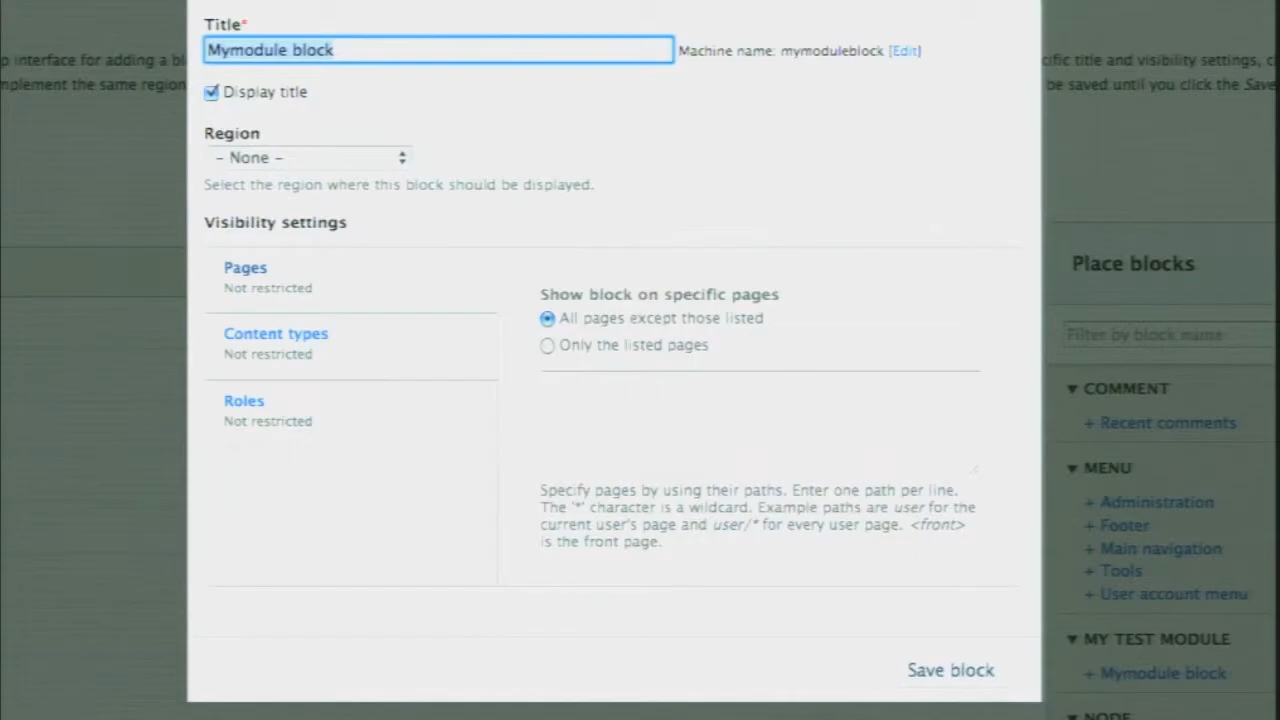 Title*
Mymodule block
Machine name: mymoduleblock [Edit]
p interface for adding a bl
cific title and visibility settings, c
mplement the same region
be saved until you click the Save
Display title
Region
- None -
Select the region where this block should be displayed.
Visibility settings
Pages
Not restricted
Content types
Not restricted
Roles
Not restricted
Show block on specific pages
All pages except those listed
Only the listed pages
Specify pages by using their paths. Enter one path per line.
The '*' character is a wildcard. Example paths are user for the
current user's page and user/* for every user page. <front>
is the front page.
Save block
Place blocks
Filter by block name
▼ COMMENT
+ Recent comments
▼ MENU
+ Administration
+ Footer
+ Main navigation
+ Tools
+ User account menu
▼ MY TEST MODULE
+ Mymodule block
▼ NODE